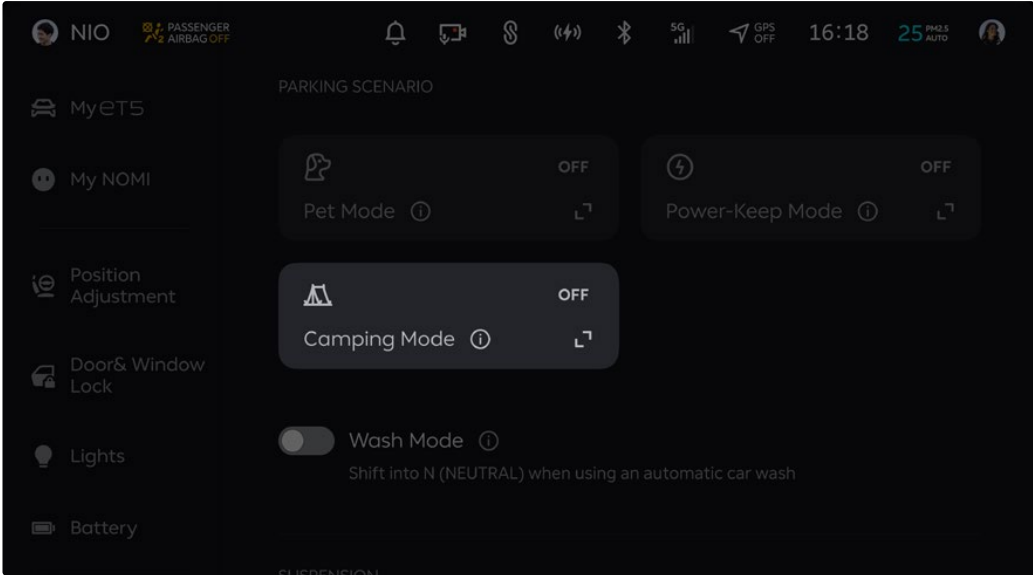 NIO
PASSENGER
AIRBAG OFF
5G
GPS
OFF
16:18
25 PM2.5
AUTO
My eT5
My NOMI
Position
Adjustment
Door& Window
Lock
Lights
Battery
PARKING SCENARIO
OFF
Pet Mode
OFF
Power-Keep Mode
OFF
Camping Mode
Wash Mode
Shift into N (NEUTRAL) when using an automatic car wash
SUSPENSION